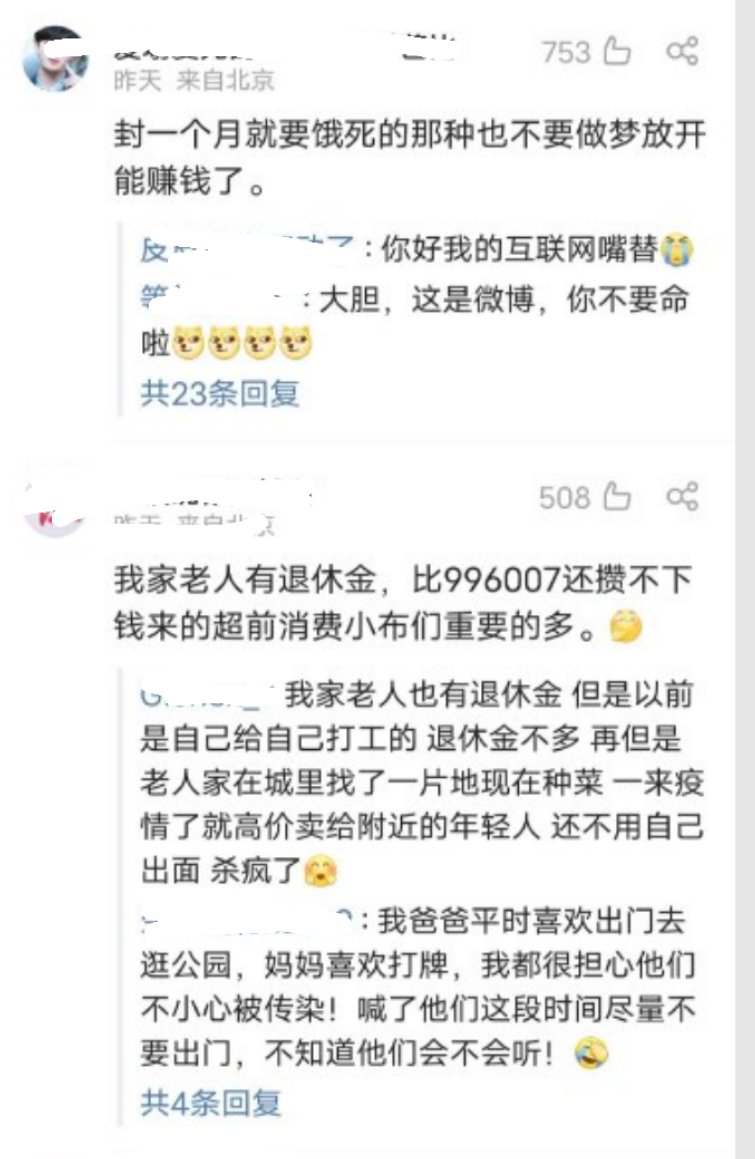 753
昨天 来自北京
封一个月就要饿死的那种也不要做梦放开
能赚钱了。
：你好我的互联网嘴替
：大胆，这是微博，你不要命
啦
共23条回复
508
昨天 来自北京
我家老人有退休金，比996007还攒不下
钱来的超前消费小布们重要的多。
我家老人也有退休金 但是以前
是自己给自己打工的 退休金不多 再但是
老人家在城里找了一片地现在种菜 一来疫
情了就高价卖给附近的年轻人 还不用自己
出面 杀疯了
：我爸爸平时喜欢出门去
逛公园，妈妈喜欢打牌，我都很担心他们
不小心被传染！喊了他们这段时间尽量不
要出门，不知道他们会不会听！
共4条回复